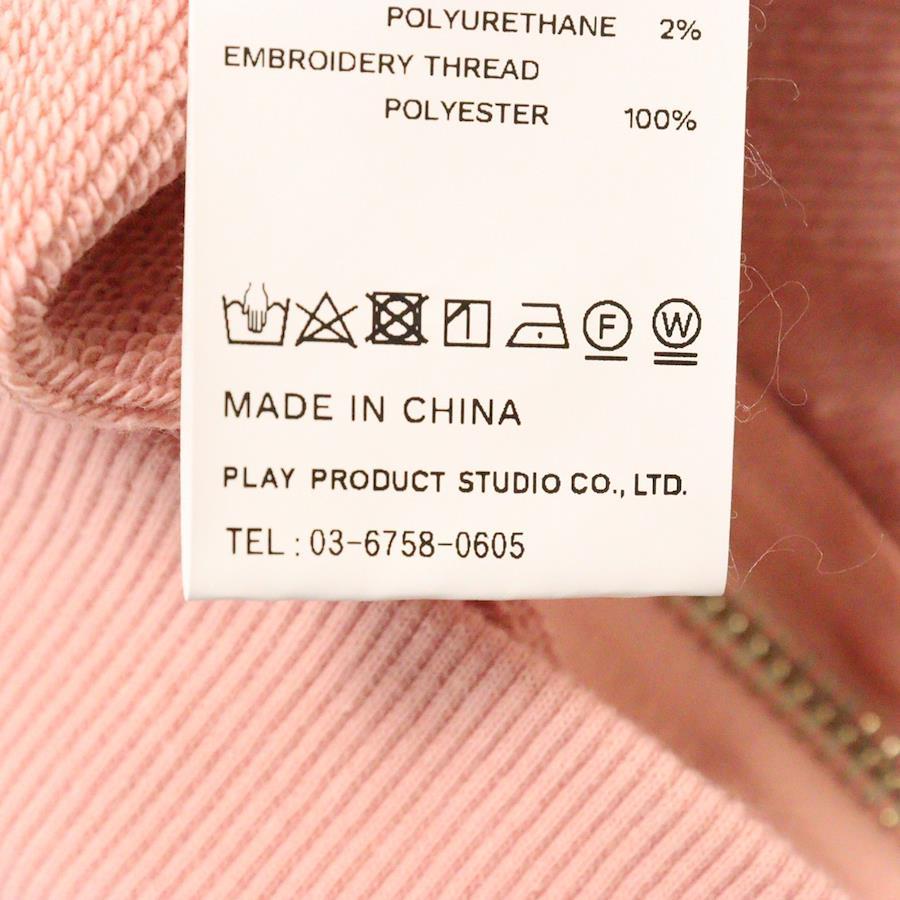 POLYURETHANE 2%
EMBROIDERY THREAD
POLYESTER 100%
F W
MADE IN CHINA
PLAY PRODUCT STUDIO CO., LTD.
TEL : 03-6758-0605